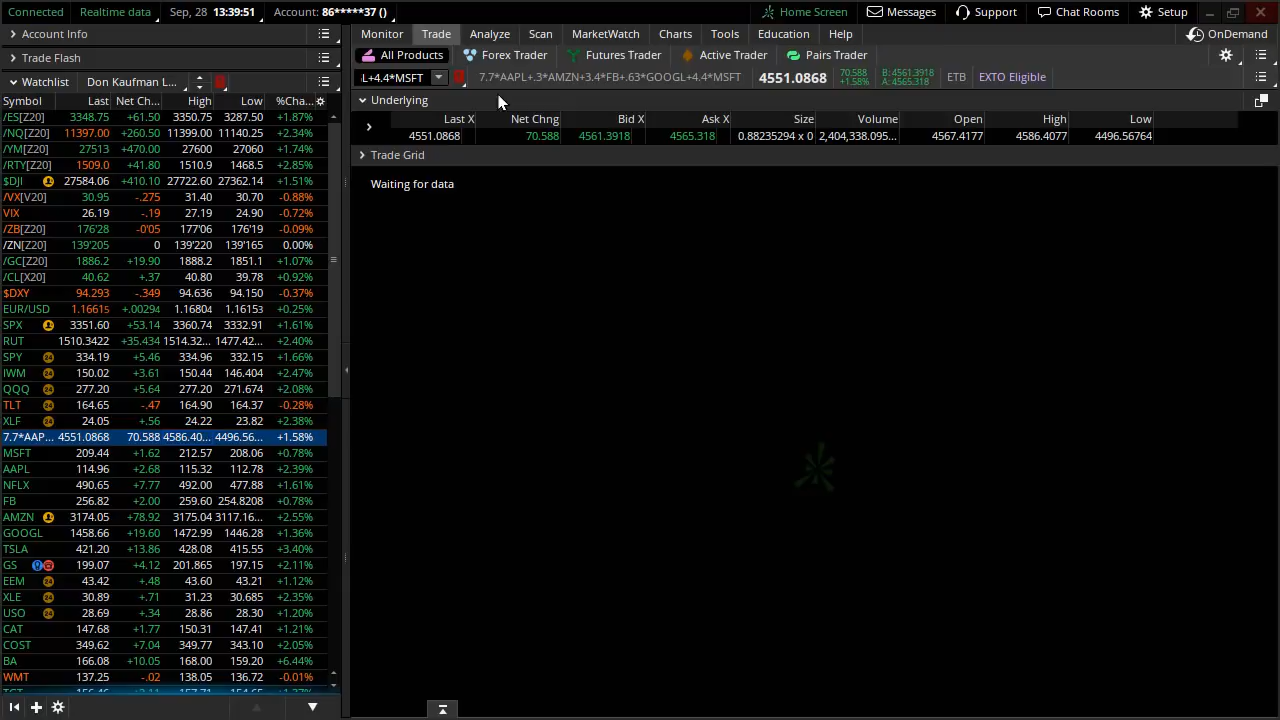 Connected Realtime data Sep, 28 13:39:51 Account: 86*****37 () Home Screen Messages Support Chat Rooms Setup
Account Info
Trade Flash
Watchlist Don Kaufman L...
Symbol Last Net Ch... High Low %Cha...
/ES[Z20] 3348.75 +61.50 3350.75 3287.50 +1.87%
/NQ[Z20] 11397.00 +260.50 11399.00 11140.25 +2.34%
/YM[Z20] 27513 +470.00 27600 27060 +1.74%
/RTY[Z20] 1509.0 +41.80 1510.9 1468.5 +2.85%
$DJI 27584.06 +410.10 27722.60 27362.14 +1.51%
/VX[V20] 30.95 -.275 31.40 30.70 -0.88%
VIX 26.19 -.19 27.19 24.90 -0.72%
/ZB[Z20] 176'28 -0'05 177'06 176'19 -0.09%
/ZN[Z20] 139'205 0 139'220 139'165 0.00%
/GC[Z20] 1886.2 +19.90 1888.2 1851.1 +1.07%
/CL[X20] 40.62 +.37 40.80 39.78 +0.92%
$DXY 94.293 -.349 94.636 94.150 -0.37%
EUR/USD 1.16615 +.00294 1.16804 1.16153 +0.25%
SPX 3351.60 +53.14 3360.74 3332.91 +1.61%
RUT 1510.3422 +35.434 1514.32... 1477.42... +2.40%
SPY 24 334.19 +5.46 334.96 332.15 +1.66%
IWM 24 150.02 +3.61 150.44 146.404 +2.47%
QQQ 24 277.20 +5.64 277.20 271.674 +2.08%
TLT 24 164.65 -.47 164.90 164.37 -0.28%
XLF 24 24.05 +.56 24.22 23.82 +2.38%
7.7*AAP... 4551.0868 70.588 4586.40... 4496.56... +1.58%
MSFT 209.44 +1.62 212.57 208.06 +0.78%
AAPL 114.96 +2.68 115.32 112.78 +2.39%
NFLX 490.65 +7.77 492.00 477.88 +1.61%
FB 256.82 +2.00 259.60 254.8208 +0.78%
AMZN 3174.05 +78.92 3175.04 3117.16... +2.55%
GOOGL 1458.66 +19.60 1472.99 1446.28 +1.36%
TSLA 421.20 +13.86 428.08 415.55 +3.40%
GS 199.07 +4.12 201.865 197.15 +2.11%
EEM 24 43.42 +.48 43.60 43.21 +1.12%
XLE 24 30.89 +.71 31.23 30.685 +2.35%
USO 24 28.69 +.34 28.86 28.30 +1.20%
CAT 147.68 +1.77 150.31 147.41 +1.21%
COST 349.62 +7.04 349.77 343.10 +2.05%
BA 166.08 +10.05 168.00 159.20 +6.44%
WMT 137.25 -.02 138.05 136.72 -0.01%
Monitor Trade Analyze Scan MarketWatch Charts Tools Education Help OnDemand
All Products Forex Trader Futures Trader Active Trader Pairs Trader
L+4.4*MSFT 7.7*AAPL+.3*AMZN+3.4*FB+.63*GOOGL+4.4*MSFT 4551.0868 70.588 +1.58% B: 4561.3918 A: 4565.318 ETB EXTO Eligible
Underlying
Last X Net Chng Bid X Ask X Size Volume Open High Low
4551.0868 70.588 4561.3918 4565.318 0.88235294 x 0 2,404,338.095... 4567.4177 4586.4077 4496.56764
Trade Grid
Waiting for data